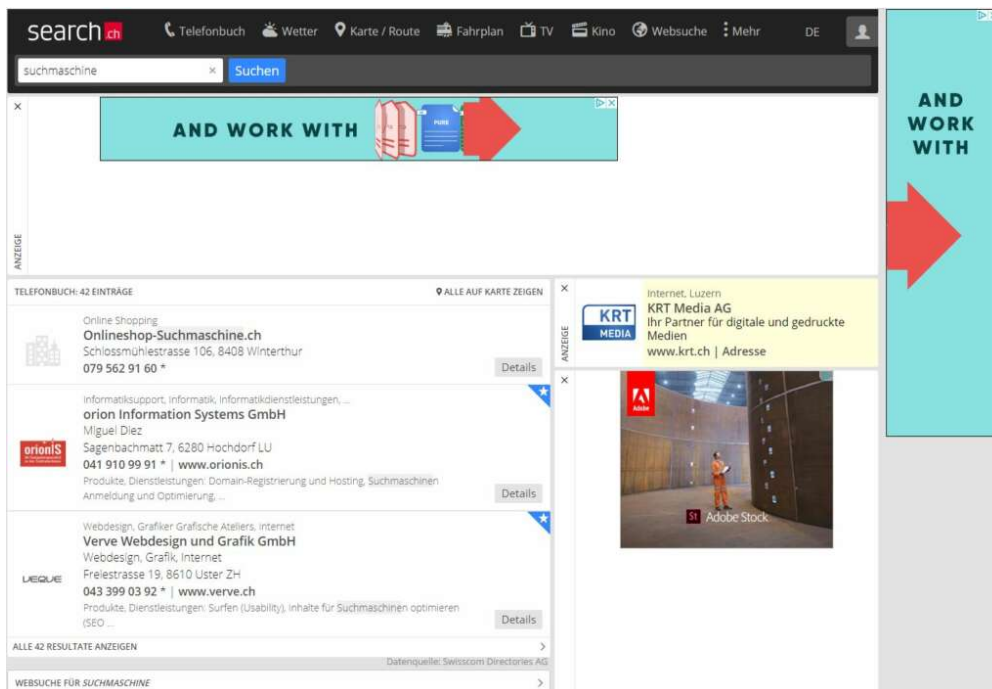 search.ch
Telefonbuch Wetter Karte / Route Fahrplan TV Kino Websuche Mehr DE
suchmaschine × Suchen
AND WORK WITH
PURE
ANZEIGE
AND
WORK
WITH
TELEFONBUCH: 42 EINTRÄGE ALLE AUF KARTE ZEIGEN
Online Shopping
Onlineshop-Suchmaschine.ch
Schlossmühlestrasse 106, 8408 Winterthur
079 562 91 60 *
Details
Informatiksupport, Informatik, Informatikdienstleistungen, ...
orion Information Systems GmbH
Miguel Diez
Sagenbachmatt 7, 6280 Hochdorf LU
orionIS
041 910 99 91 * | www.orionis.ch
Produkte, Dienstleistungen: Domain-Registrierung und Hosting, Suchmaschinen
Anmeldung und Optimierung, ...
Details
Webdesign, Grafiker Grafische Ateliers, Internet
Verve Webdesign und Grafik GmbH
Webdesign, Grafik, Internet
Freiestrasse 19, 8610 Uster ZH
043 399 03 92 * | www.verve.ch
Produkte, Dienstleistungen: Surfen (Usability), Inhalte für Suchmaschinen optimieren
(SEO ...
Details
ALLE 42 RESULTATE ANZEIGEN
Datenquelle: Swisscom Directories AG
WEBSUCHE FÜR SUCHMASCHINE
ANZEIGE
KRT
MEDIA
Internet, Luzern
KRT Media AG
Ihr Partner für digitale und gedruckte
Medien
www.krt.ch | Adresse
Adobe
St Adobe Stock